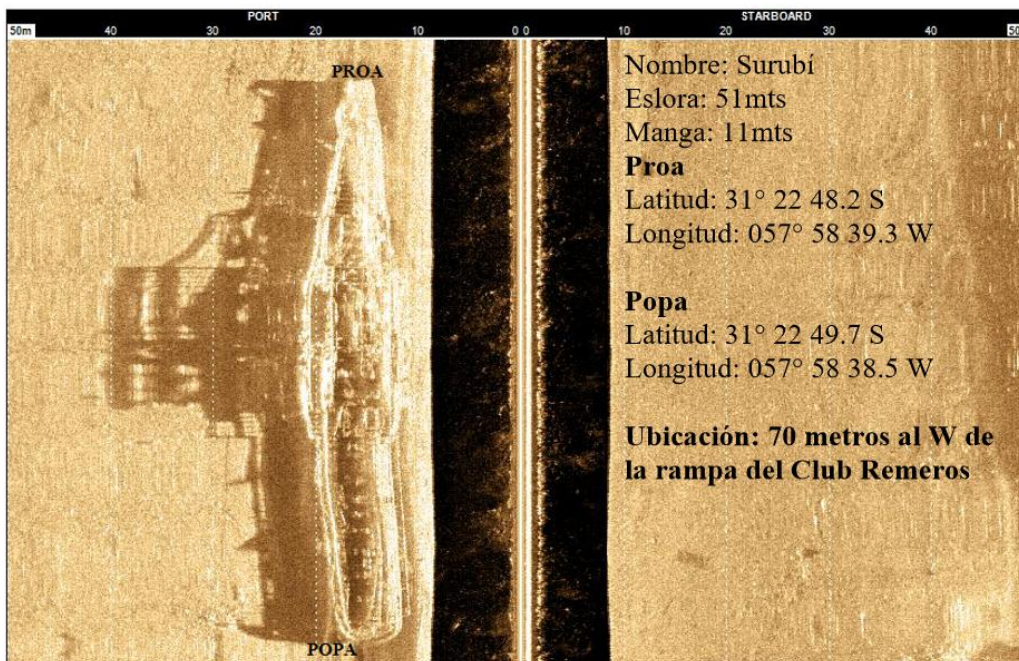 PORT STARBOARD
50m 40 30 20 10 0 0 10 20 30 40 50
PROA
Nombre: Surubí
Eslora: 51mts
Manga: 11mts
Proa
Latitud: 31° 22 48.2 S
Longitud: 057° 58 39.3 W
Popa
Latitud: 31° 22 49.7 S
Longitud: 057° 58 38.5 W
Ubicación: 70 metros al W de
la rampa del Club Remeros
POPA